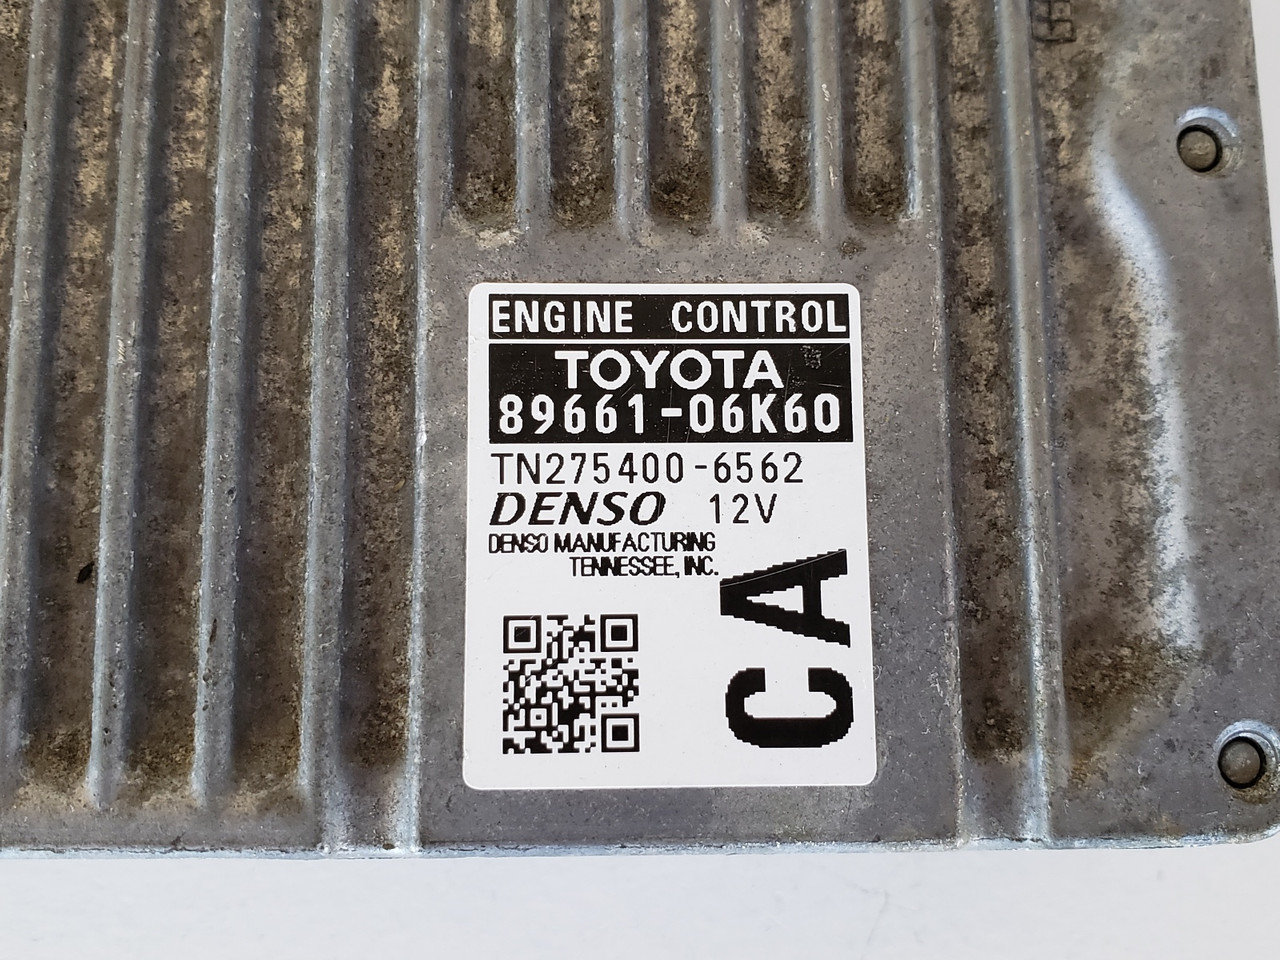 ENGINE CONTROL
TOYOTA
89661-06K60
TN275400-6562
DENSO 12V
DENSO MANUFACTURING
TENNESSEE, INC.
CA